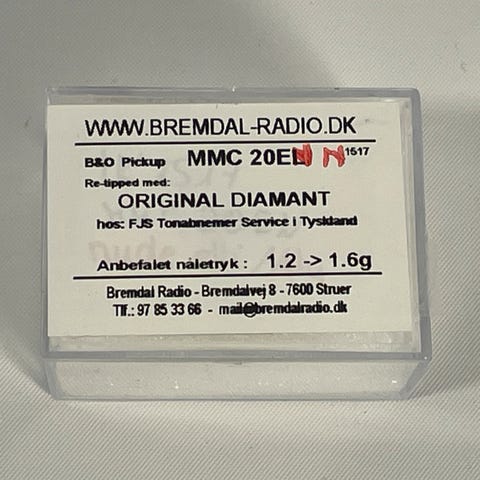 WWW.BREMDAL-RADIO.DK
B&O Pickup MMC 20EN N 1517
Re-tipped med:
ORIGINAL DIAMANT
hos: FJS Tonabnemer Service i Tyskland
Anbefalet nåletryk : 1.2 -> 1.6g
Bremdal Radio - Bremdalvej 8 - 7600 Struer
Tlf.: 97 85 33 66 - mail@bremdalradio.dk